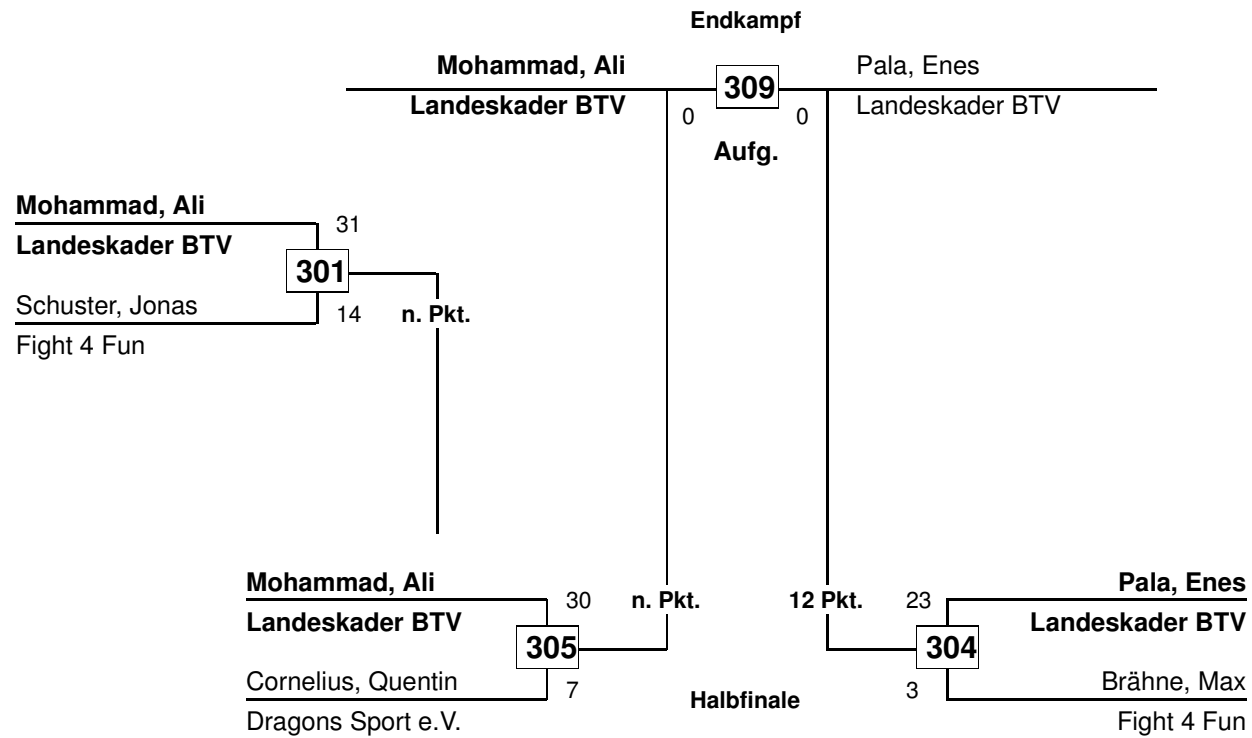 Endkampf
Mohammad, Ali
309
Pala, Enes
Landeskader BTV
0
0
Landeskader BTV
Aufg.
Mohammad, Ali
31
Landeskader BTV
301
Schuster, Jonas
14
n. Pkt.
Fight 4 Fun
Mohammad, Ali
30
n. Pkt.
12 Pkt.
23
Pala, Enes
Landeskader BTV
Landeskader BTV
305
304
Cornelius, Quentin
7
Halbfinale
3
Brähne, Max
Dragons Sport e.V.
Fight 4 Fun